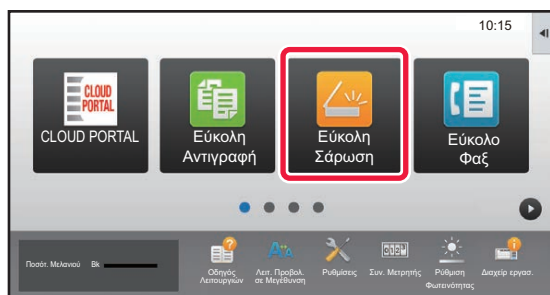 10:15
CLOUD
PORTAL
CLOUD PORTAL
Εύκολη
Αντιγραφή
Εύκολη
Σάρωση
Εύκολο
Φαξ
Ποσότ. Μελανιού Bk
Οδηγός
Λειτουργιών
Λειτ. Προβολ.
σε Μεγέθυνση
Ρυθμίσεις
Συν. Μετρητής
Ρύθμιση
Φωτεινότητας
Διαχείρ εργασ.